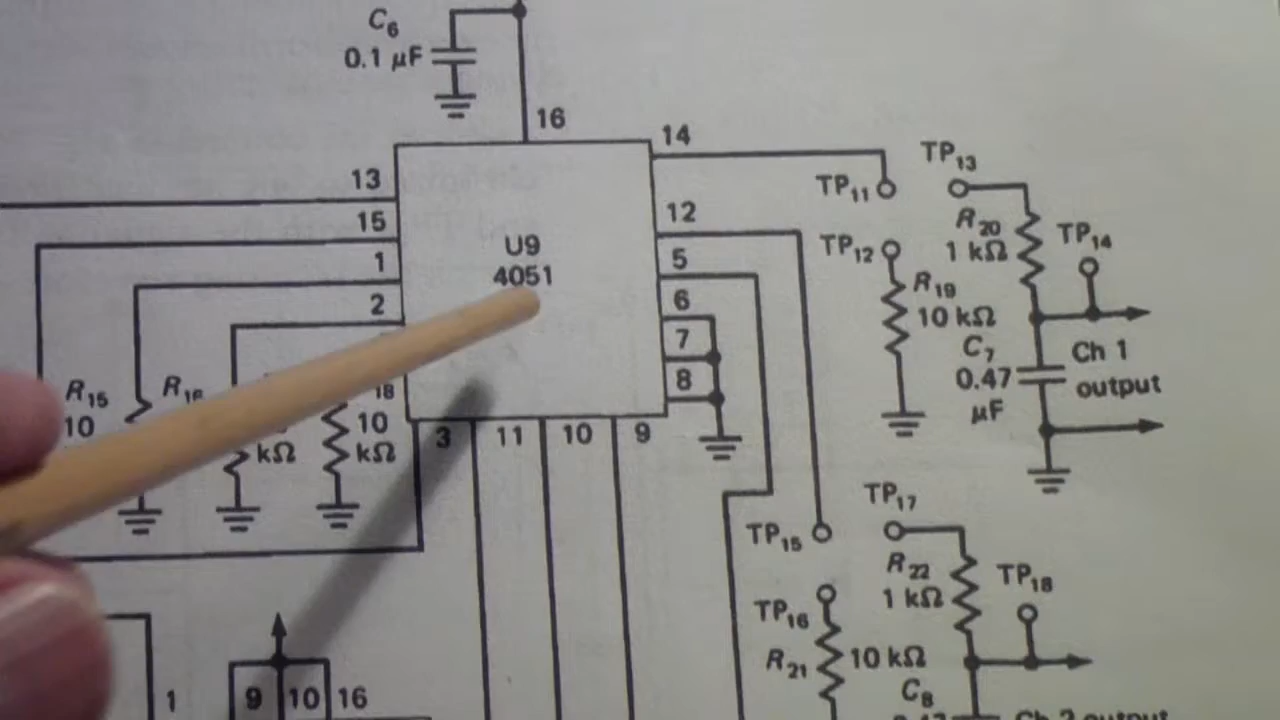 C6
0.1 µF
16
14
TP13
13
TP11
15
12
R20
1 kΩ
TP14
U9
4051
TP12
1
5
R19
10 kΩ
2
6
C7
0.47
µF
Ch 1
output
7
8
R15
10
18
10
kΩ
kΩ
3
11
10
9
TP17
TP15
R22
1 kΩ
TP18
TP16
R21
10 kΩ
C8
1
9
10
16
Ch 2 output